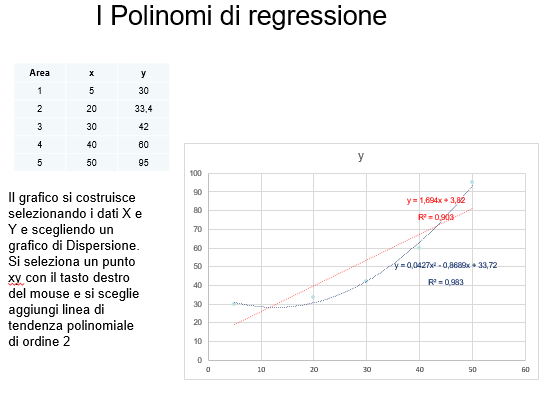 I Polinomi di regressione
Area x y
1 5 30
2 20 33,4
3 30 42
4 40 60
5 50 95
Il grafico si costruisce
selezionando i dati X e
Y e scegliendo un
grafico di Dispersione.
Si seleziona un punto
xy con il tasto destro
del mouse e si sceglie
aggiungi linea di
tendenza polinomiale
di ordine 2
y
100
90
80
70
60
50
40
30
20
10
0
y = 1,694x + 3,82
R² = 0,903
y = 0,0427x² - 0,8689x + 33,72
R² = 0,983
0 10 20 30 40 50 60